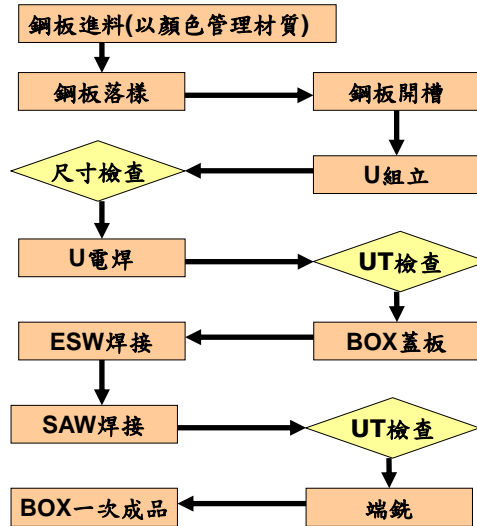 鋼板進料(以顏色管理材質)
鋼板落樣
鋼板開槽
U組立
尺寸檢查
U電焊
UT檢查
BOX蓋板
ESW焊接
SAW焊接
UT檢查
端銑
BOX一次成品